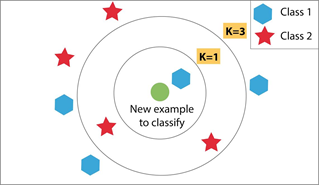 K=3
Class 1
Class 2
K=1
New example
to classify